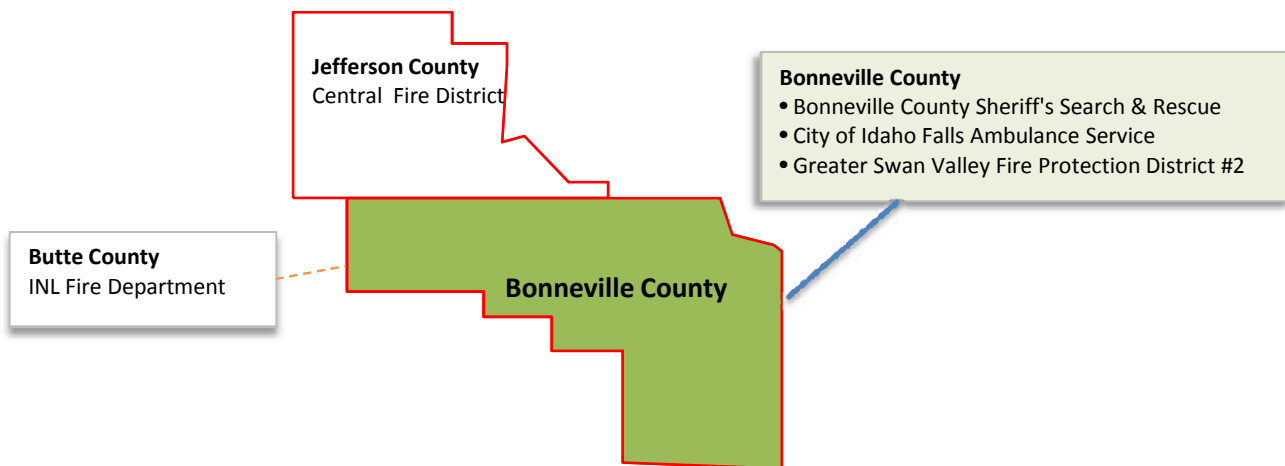 Jefferson County
Central Fire District
Bonneville County
• Bonneville County Sheriff's Search & Rescue
• City of Idaho Falls Ambulance Service
• Greater Swan Valley Fire Protection District #2
Butte County
INL Fire Department
Bonneville County